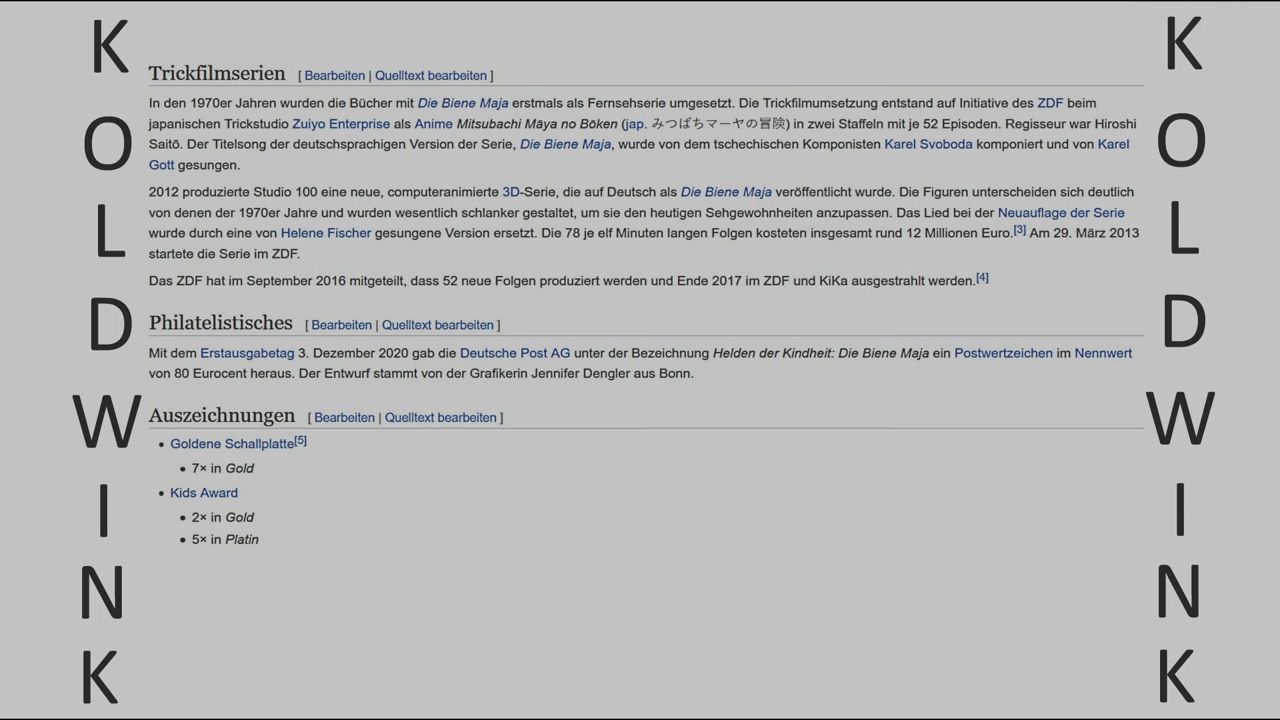 K
O
L
D
W
I
N
K
Trickfilmserien [ Bearbeiten | Quelltext bearbeiten ]
In den 1970er Jahren wurden die Bücher mit Die Biene Maja erstmals als Fernsehserie umgesetzt. Die Trickfilmumsetzung entstand auf Initiative des ZDF beim
japanischen Trickstudio Zuiyo Enterprise als Anime Mitsubachi Māya no Bōken (jap. みつばちマーヤの冒険) in zwei Staffeln mit je 52 Episoden. Regisseur war Hiroshi
Saitō. Der Titelsong der deutschsprachigen Version der Serie, Die Biene Maja, wurde von dem tschechischen Komponisten Karel Svoboda komponiert und von Karel
Gott gesungen.
2012 produzierte Studio 100 eine neue, computeranimierte 3D-Serie, die auf Deutsch als Die Biene Maja veröffentlicht wurde. Die Figuren unterscheiden sich deutlich
von denen der 1970er Jahre und wurden wesentlich schlanker gestaltet, um sie den heutigen Sehgewohnheiten anzupassen. Das Lied bei der Neuauflage der Serie
wurde durch eine von Helene Fischer gesungene Version ersetzt. Die 78 je elf Minuten langen Folgen kosteten insgesamt rund 12 Millionen Euro.[3] Am 29. März 2013
startete die Serie im ZDF.
Das ZDF hat im September 2016 mitgeteilt, dass 52 neue Folgen produziert werden und Ende 2017 im ZDF und KiKa ausgestrahlt werden.[4]
Philatelistisches [ Bearbeiten | Quelltext bearbeiten ]
Mit dem Erstausgabetag 3. Dezember 2020 gab die Deutsche Post AG unter der Bezeichnung Helden der Kindheit: Die Biene Maja ein Postwertzeichen im Nennwert
von 80 Eurocent heraus. Der Entwurf stammt von der Grafikerin Jennifer Dengler aus Bonn.
Auszeichnungen [ Bearbeiten | Quelltext bearbeiten ]
• Goldene Schallplatte[5]
• 7× in Gold
• Kids Award
• 2× in Gold
• 5× in Platin
K
O
L
D
W
I
N
K